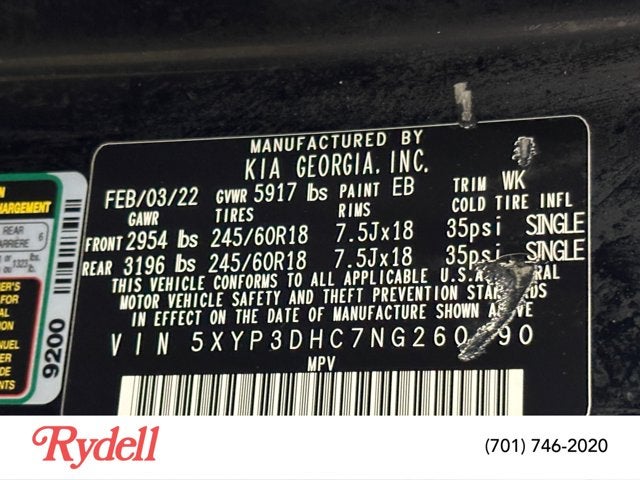 MANUFACTURED BY
KIA GEORGIA, INC.
FEB/03/22 GVWR 5917 lbs PAINT EB TRIM WK
GAWR TIRES RIMS COLD TIRE INFL
FRONT 2954 lbs 245/60R18 7.5Jx18 35psi SINGLE
REAR 3196 lbs 245/60R18 7.5Jx18 35psi SINGLE
THIS VEHICLE CONFORMS TO ALL APPLICABLE U.S.
MOTOR VEHICLE SAFETY AND THEFT PREVENTION
IN EFFECT ON THE DATE OF MANUFACTURE SHOWN ABOVE.
VIN
MPV
REAR
6
9200
Rydell
(701) 746-2020